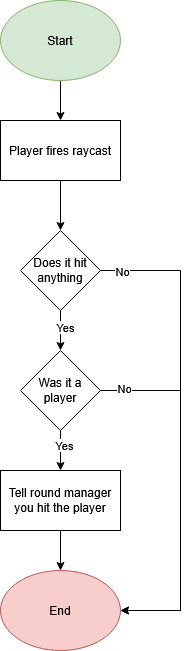 Start
Player fires raycast
Does it hit
anything
No
Yes
Was it a
player
No
Yes
Tell round manager
you hit the player
End